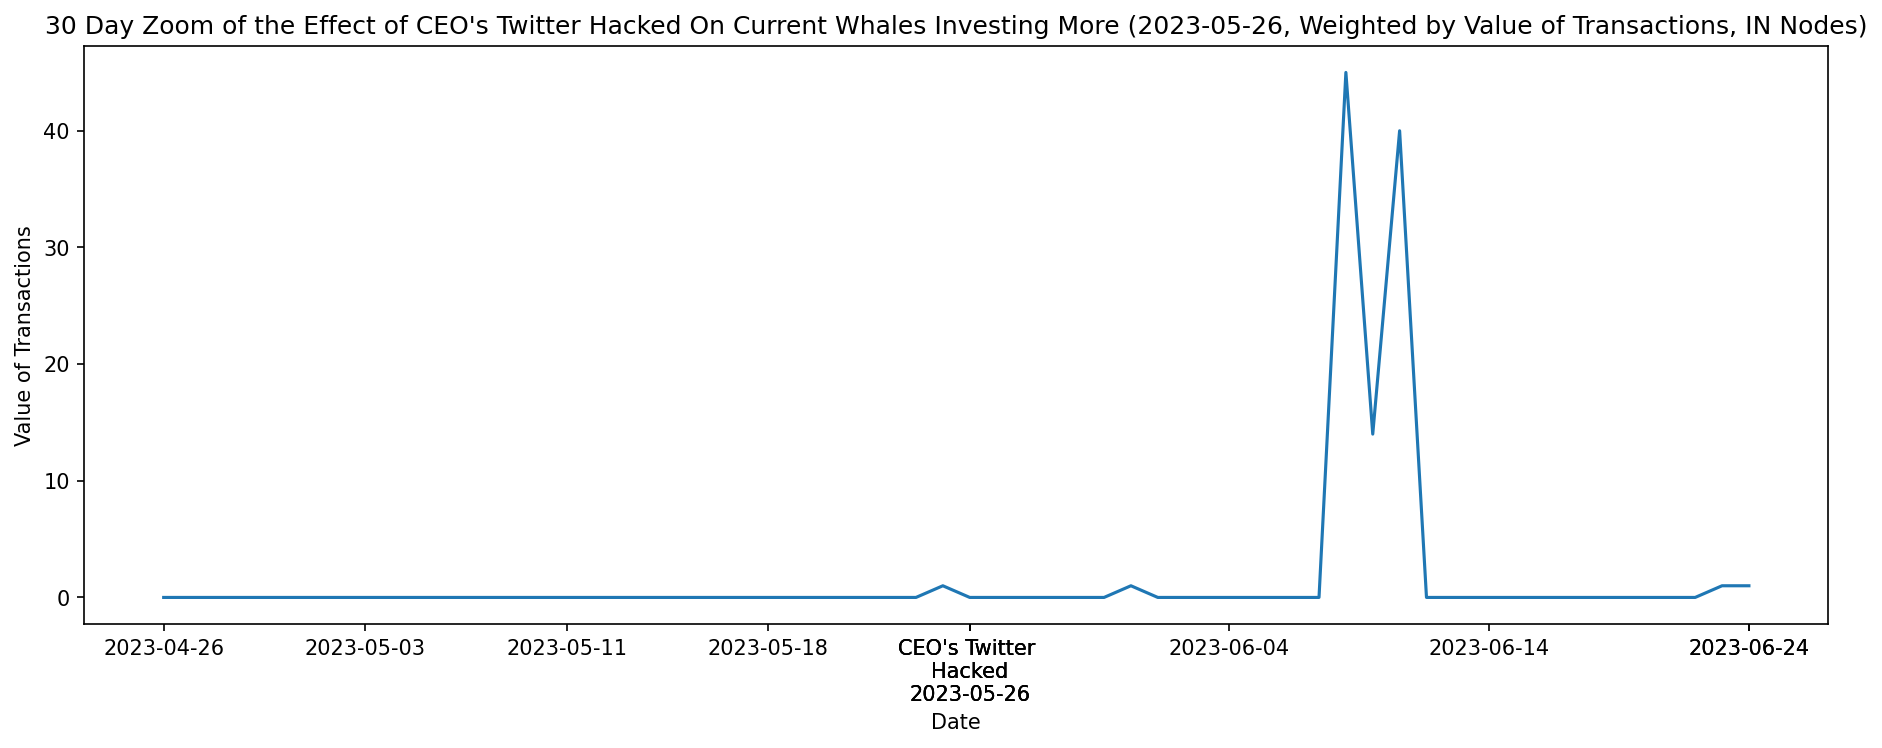 30 Day Zoom of the Effect of CEO's Twitter Hacked On Current Whales Investing More (2023-05-26, Weighted by Value of Transactions, IN Nodes)
Value of Transactions
40
30
20
10
0
2023-04-26 2023-05-03 2023-05-11 2023-05-18 CEO's Twitter 2023-06-04 2023-06-14 2023-06-24
Hacked
2023-05-26
Date